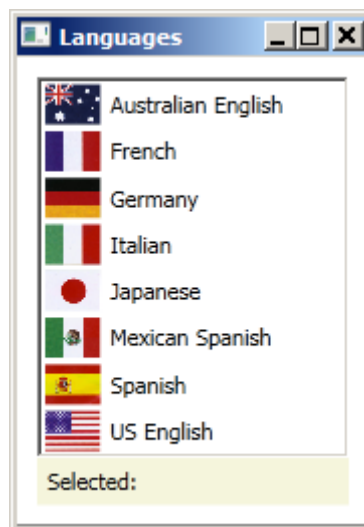 Languages
Australian English
French
Germany
Italian
Japanese
Mexican Spanish
Spanish
US English
Selected: